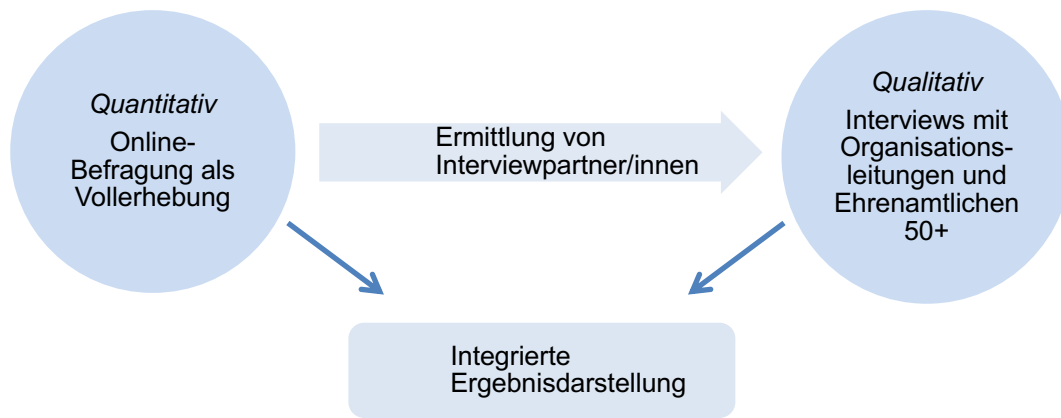 Quantitativ
Online-
Befragung als
Vollerhebung
Ermittlung von
Interviewpartner/innen
Qualitativ
Interviews mit
Organisations-
leitungen und
Ehrenamtlichen
50+
Integrierte
Ergebnisdarstellung